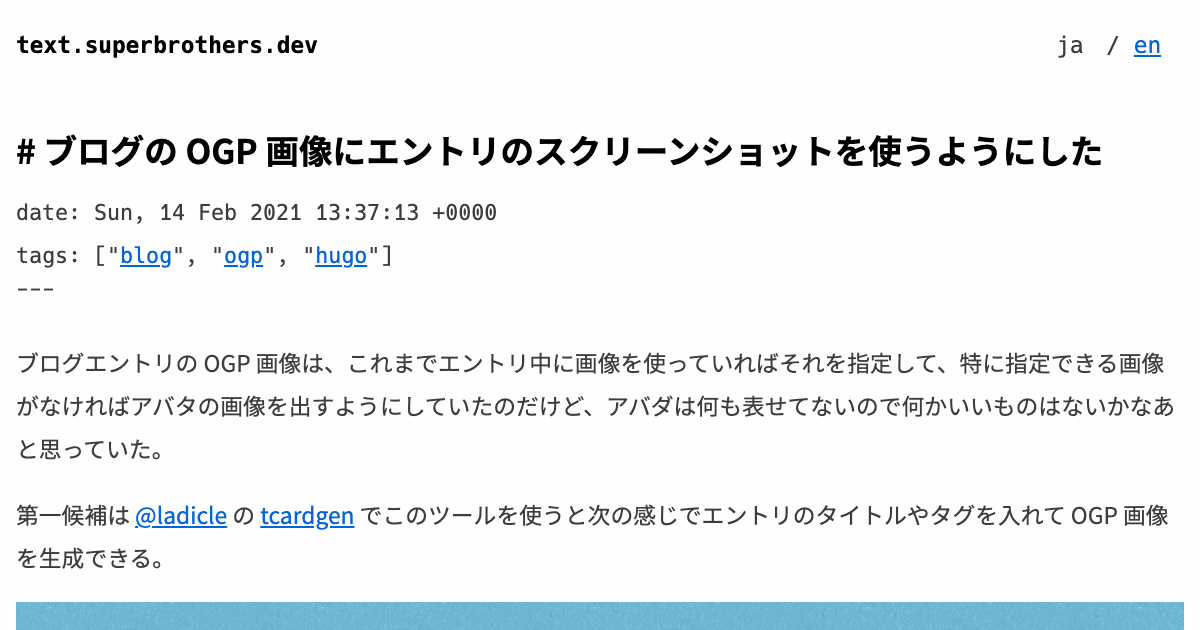 text.superbrothers.dev
ja / en
# ブログの OGP 画像にエントリのスクリーンショットを使うようにした
date: Sun, 14 Feb 2021 13:37:13 +0000
tags: ["blog", "ogp", "hugo"]
---
ブログエントリの OGP 画像は、これまでエントリ中に画像を使っていればそれを指定して、特に指定できる画像
がなければアバタの画像を出すようにしていたのだけど、アバダは何も表せてないので何かいいものはないかなあ
と思っていた。
第一候補は @ladicle の tcardgen でこのツールを使うと次の感じでエントリのタイトルやタグを入れて OGP 画像
を生成できる。